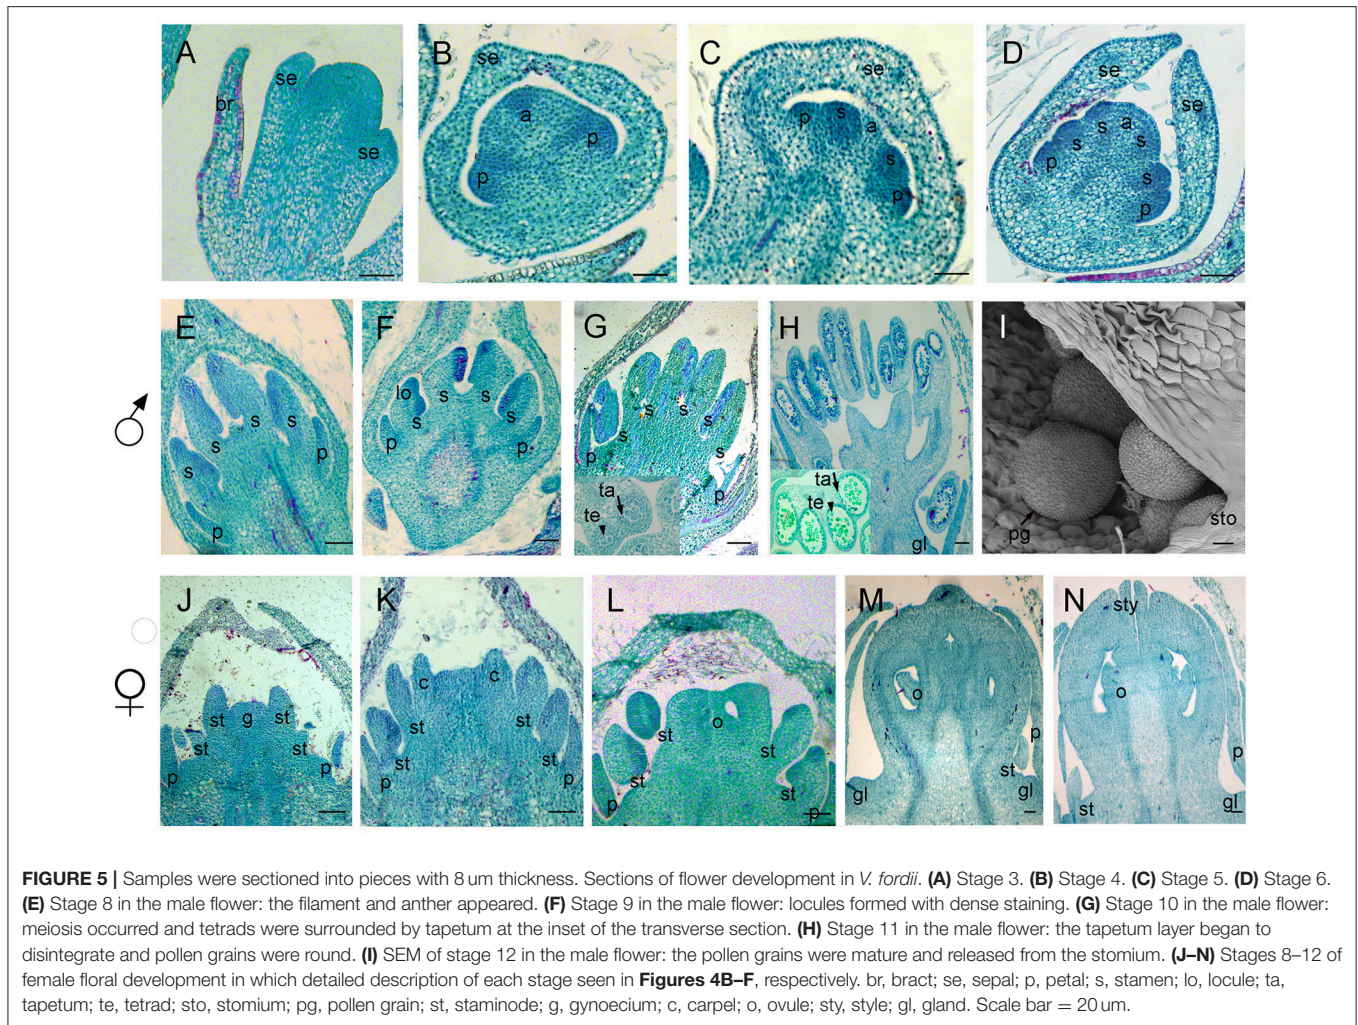 A
br
se
se
B
se
a
p
p
C
se
p
s
a
s
p
D
se
se
s
a
p
s
s
s
p
E
s
s
s
s
s
p
p
F
lo
s
s
s
s
p
p
G
s
s
s
s
p
p
ta
te
H
ta
te
gl
I
pg
sto
♂
J
st
g
st
st
st
p
p
K
c
c
st
st
st
st
p
p
L
o
st
st
st
st
p
p
M
o
p
st
gl
gl
N
sty
o
p
st
gl
♀
FIGURE 5 | Samples were sectioned into pieces with 8 um thickness. Sections of flower development in V. fordii. (A) Stage 3. (B) Stage 4. (C) Stage 5. (D) Stage 6.
(E) Stage 8 in the male flower: the filament and anther appeared. (F) Stage 9 in the male flower: locules formed with dense staining. (G) Stage 10 in the male flower:
meiosis occurred and tetrads were surrounded by tapetum at the inset of the transverse section. (H) Stage 11 in the male flower: the tapetum layer began to
disintegrate and pollen grains were round. (I) SEM of stage 12 in the male flower: the pollen grains were mature and released from the stomium. (J–N) Stages 8–12 of
female floral development in which detailed description of each stage seen in Figures 4B–F, respectively. br, bract; se, sepal; p, petal; s, stamen; lo, locule; ta,
tapetum; te, tetrad; sto, stomium; pg, pollen grain; st, staminode; g, gynoecium; c, carpel; o, ovule; sty, style; gl, gland. Scale bar = 20 um.